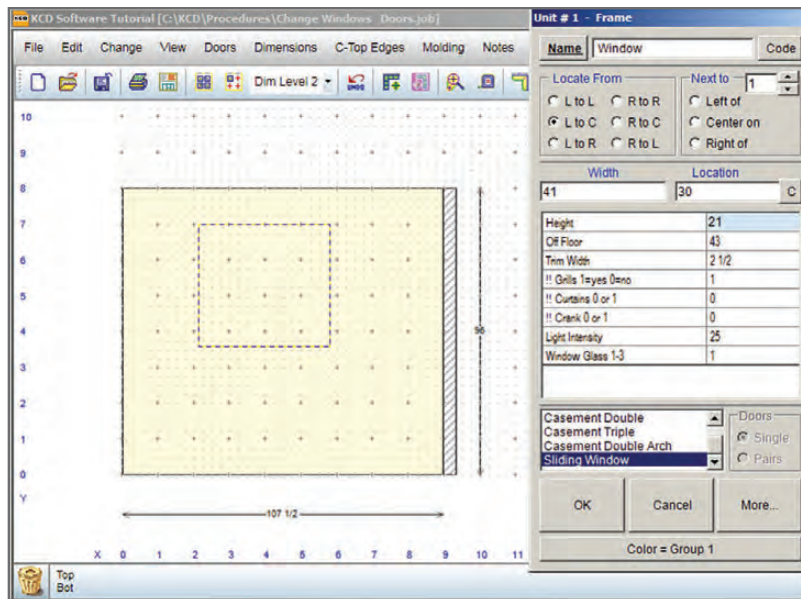 KCD Software Tutorial [C:\KCD\Procedures\Change Windows Doors.job]
File Edit Change View Doors Dimensions C-Top Edges Molding Notes
Dim Level 2
UNDO
10
9
8
7
6
5
4
3
2
1
0
Y
96
107 1/2
X 0 1 2 3 4 5 6 7 8 9 10 11
Top
Bot
Unit # 1 - Frame
Name Window Code
Locate From
L to L R to R
L to C R to C
L to R R to L
Next to 1
Left of
Center on
Right of
Width Location
41 30 C
Height 21
Off Floor 43
Trim Width 2 1/2
!! Grills 1=yes 0=no 1
!! Curtains 0 or 1 0
!! Crank 0 or 1 0
Light Intensity 25
Window Glass 1-3 1
Casement Double
Casement Triple
Casement Double Arch
Sliding Window
Doors
Single
Pairs
OK Cancel More...
Color = Group 1